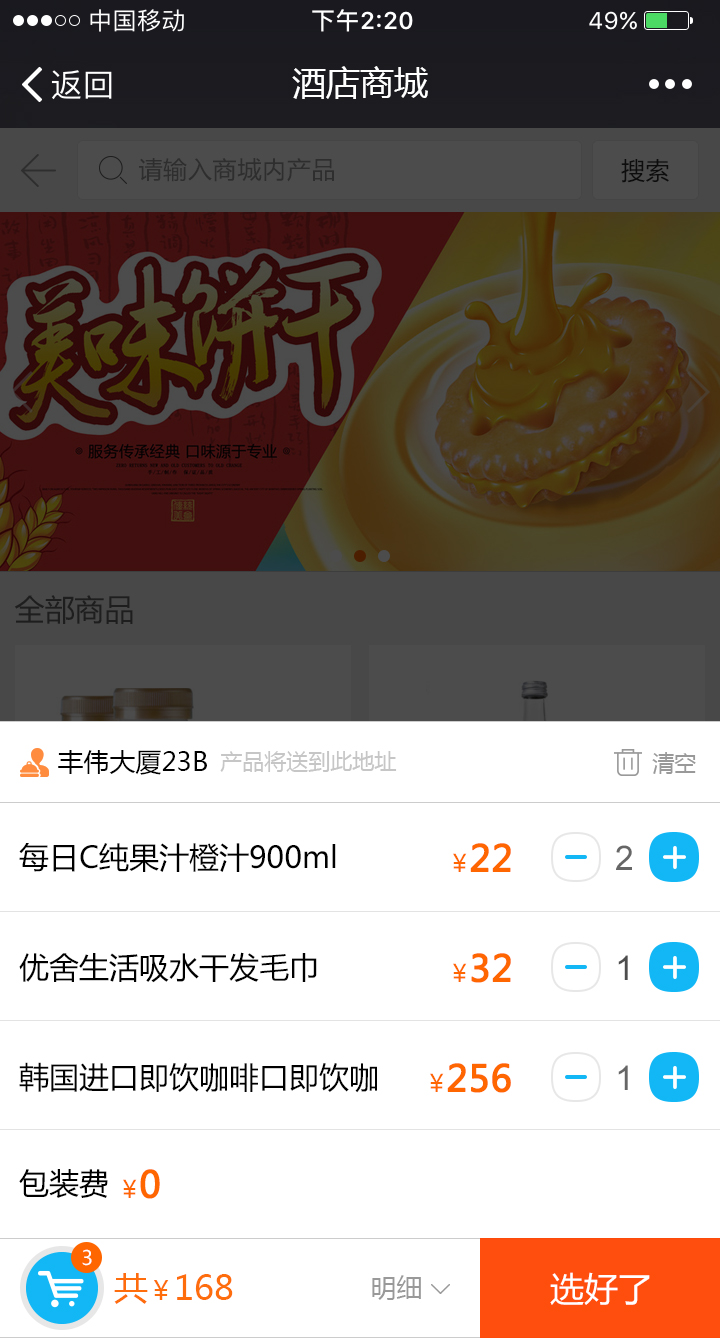 中国移动 下午2:20 49%
返回 酒店商城
请输入商城内产品 搜索
美味饼干
服务传承经典 口味源于专业
全部商品
丰伟大厦23B 产品将送到此地址 清空
每日C纯果汁橙汁900ml ¥22 2
优舍生活吸水干发毛巾 ¥32 1
韩国进口即饮咖啡口即饮咖 ¥256 1
包装费 ¥0
3
共¥168 明细 选好了